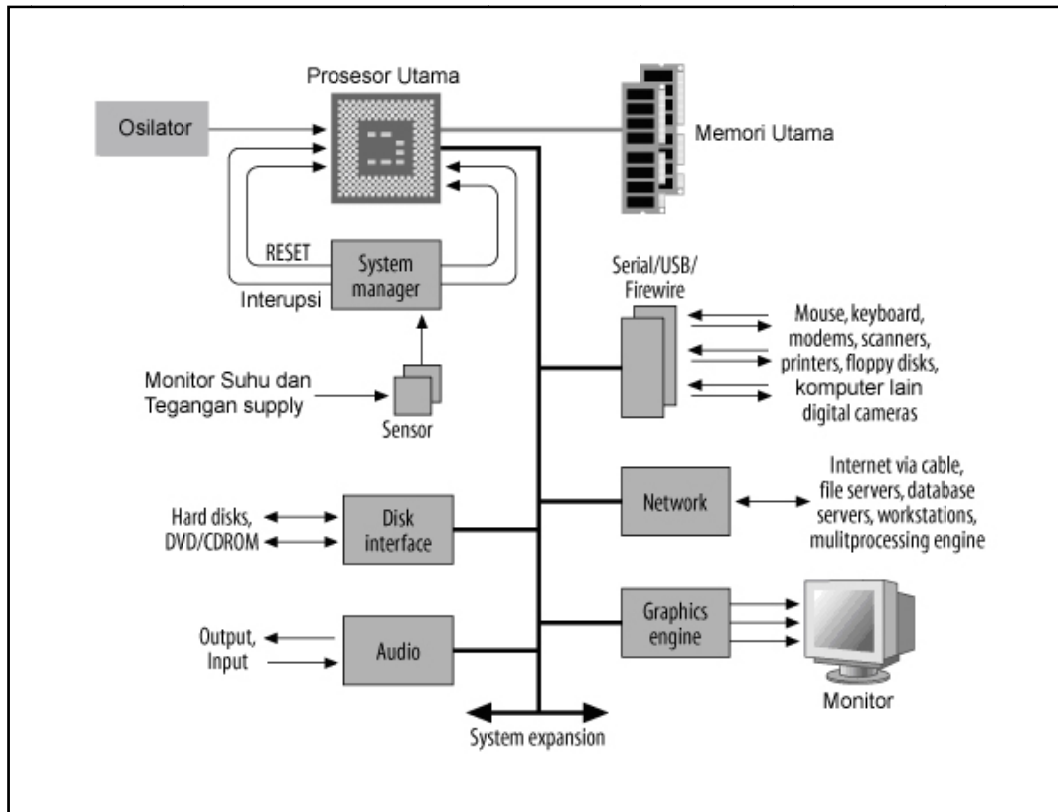 Prosesor Utama
Osilator
Memori Utama
RESET
System
manager
Interupsi
Serial/USB/
Firewire
Mouse, keyboard,
modems, scanners,
printers, floppy disks,
komputer lain
digital cameras
Monitor Suhu dan
Tegangan supply
Sensor
Hard disks,
DVD/CDROM
Disk
interface
Network
Internet via cable,
file servers, database
servers, workstations,
mulitprocessing engine
Output,
Input
Audio
Graphics
engine
Monitor
System expansion